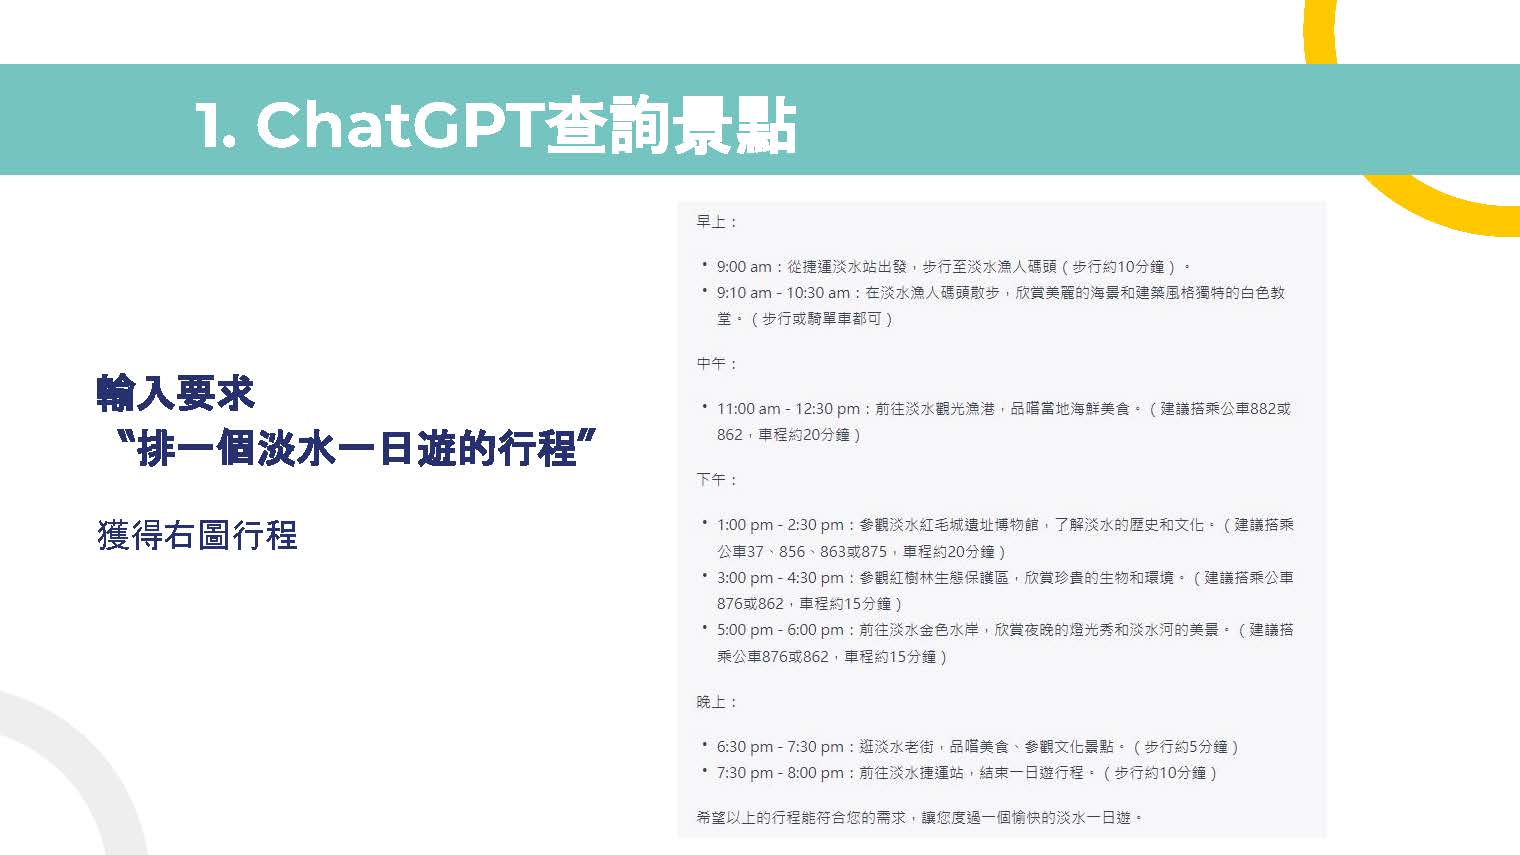 1. ChatGPT查詢景點
輸入要求
〝排一個淡水一日遊的行程〞
獲得右圖行程
早上：
• 9:00 am：從捷運淡水站出發，步行至淡水漁人碼頭（步行約10分鐘）。
• 9:10 am - 10:30 am：在淡水漁人碼頭散步，欣賞美麗的海景和建築風格獨特的白色教
堂。（步行或騎單車都可）
中午：
• 11:00 am - 12:30 pm：前往淡水觀光漁港，品嚐當地海鮮美食。（建議搭乘公車882或
862，車程約20分鐘）
下午：
• 1:00 pm - 2:30 pm：參觀淡水紅毛城遺址博物館，了解淡水的歷史和文化。（建議搭乘
公車37、856、863或875，車程約20分鐘）
• 3:00 pm - 4:30 pm：參觀紅樹林生態保護區，欣賞珍貴的生物和環境。（建議搭乘公車
876或862，車程約15分鐘）
• 5:00 pm - 6:00 pm：前往淡水金色水岸，欣賞夜晚的燈光秀和淡水河的美景。（建議搭
乘公車876或862，車程約15分鐘）
晚上：
• 6:30 pm - 7:30 pm：逛淡水老街，品嚐美食、參觀文化景點。（步行約5分鐘）
• 7:30 pm - 8:00 pm：前往淡水捷運站，結束一日遊行程。（步行約10分鐘）
希望以上的行程能符合您的需求，讓您度過一個愉快的淡水一日遊。